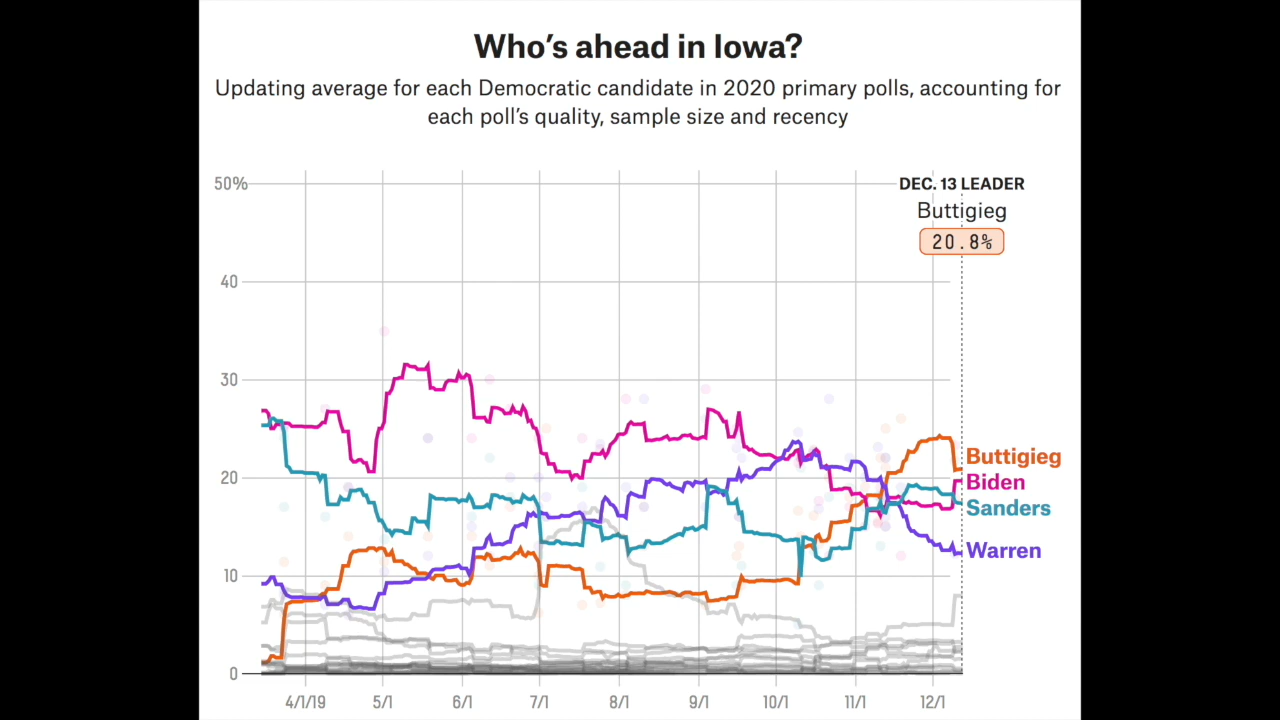 Who's ahead in Iowa?
Updating average for each Democratic candidate in 2020 primary polls, accounting for
each poll's quality, sample size and recency
50%
DEC. 13 LEADER
Buttigieg
20.8%
40
30
20
10
0
Buttigieg
Biden
Sanders
Warren
4/1/19 5/1 6/1 7/1 8/1 9/1 10/1 11/1 12/1